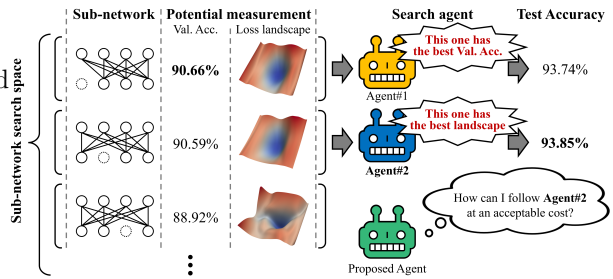 Sub-network
Potential measurement
Search agent
Test Accuracy
Val. Acc.
Loss landscape
d
Sub-network search space
90.66%
This one has
the best Val. Acc.
Agent#1
93.74%
90.59%
This one has
the best landscape
Agent#2
93.85%
88.92%
How can I follow Agent#2
at an acceptable cost?
Proposed Agent